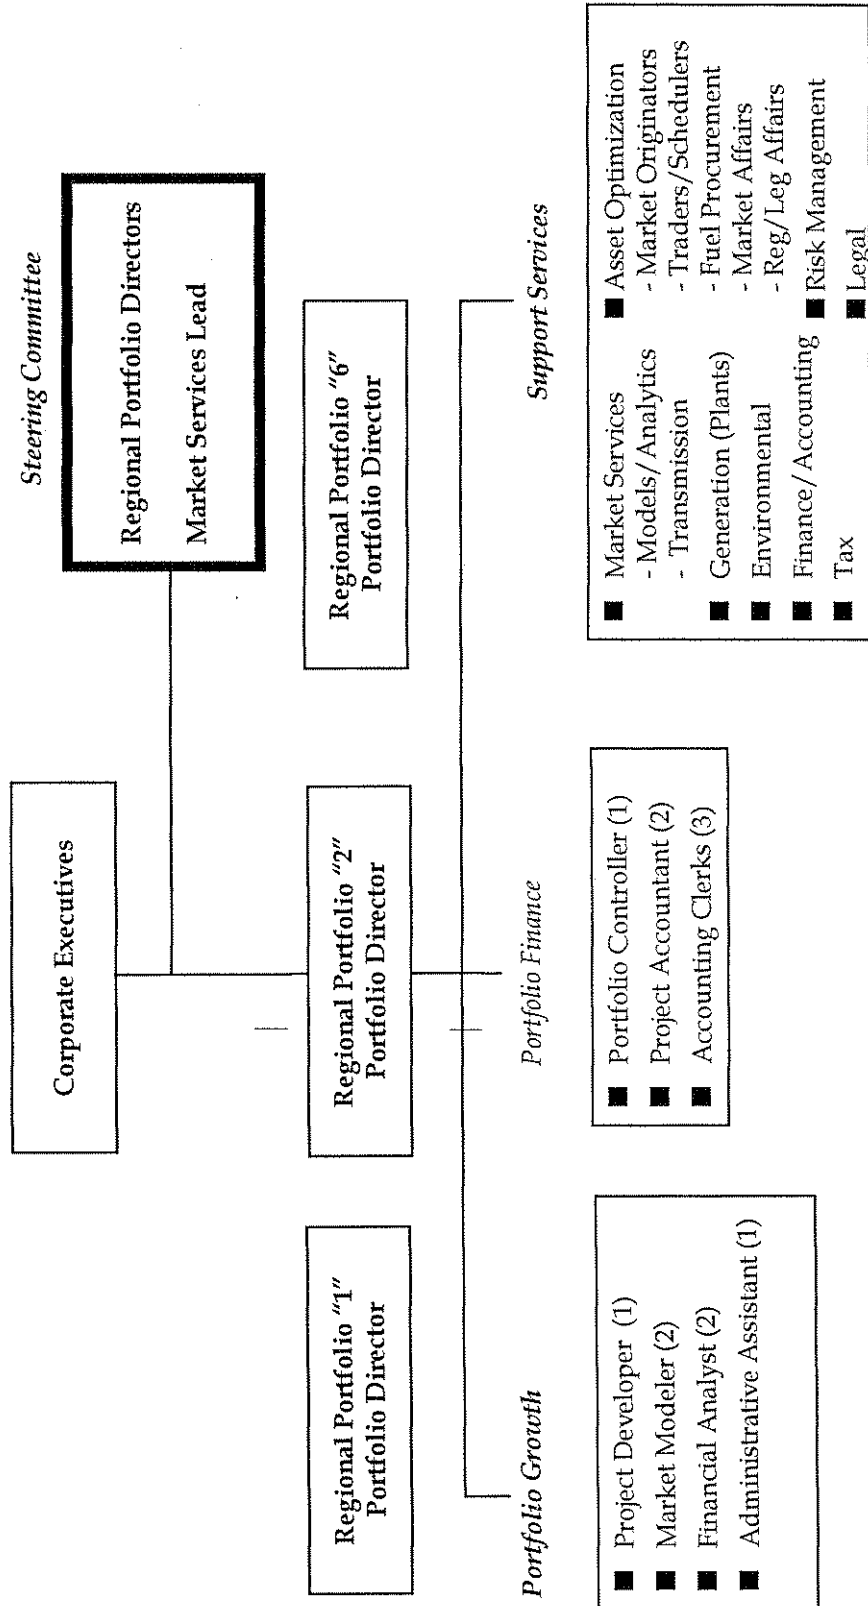 Steering Committee
Corporate Executives
Regional Portfolio Directors
Market Services Lead
Regional Portfolio "1"
Portfolio Director
Regional Portfolio "2"
Portfolio Director
Regional Portfolio "6"
Portfolio Director
Portfolio Growth
Portfolio Finance
Support Services
■ Project Developer (1)
■ Market Modeler (2)
■ Financial Analyst (2)
■ Administrative Assistant (1)
■ Portfolio Controller (1)
■ Project Accountant (2)
■ Accounting Clerks (3)
■ Market Services
- Models/Analytics
- Transmission
■ Generation (Plants)
■ Environmental
■ Finance/Accounting
■ Tax
■ Asset Optimization
- Market Originators
- Traders/Schedulers
- Fuel Procurement
- Market Affairs
- Reg/Leg Affairs
■ Risk Management
■ Legal